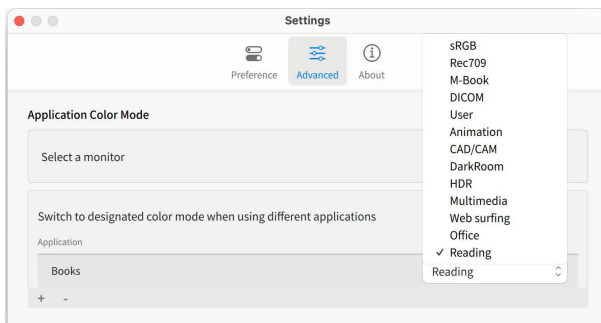 Settings
Preference
Advanced
About
Application Color Mode
Select a monitor
Switch to designated color mode when using different applications
Application
Books
+ -
sRGB
Rec709
M-Book
DICOM
User
Animation
CAD/CAM
DarkRoom
HDR
Multimedia
Web surfing
Office
✓ Reading
Reading